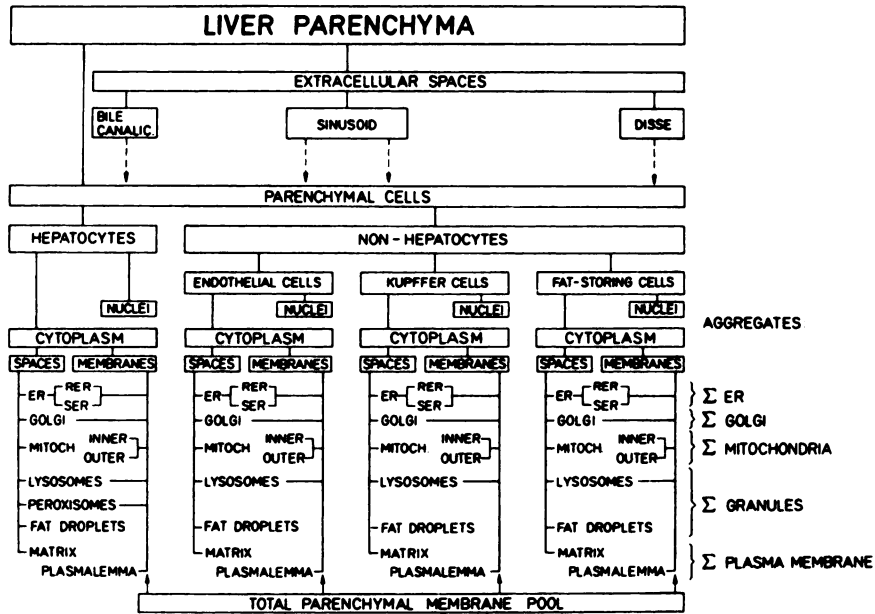 LIVER PARENCHYMA
EXTRACELLULAR SPACES
BILE CANALIC.
SINUSOID
DISSE
PARENCHYMAL CELLS
HEPATOCYTES
NON-HEPATOCYTES
ENDOTHELIAL CELLS
KUPFFER CELLS
FAT-STORING CELLS
NUCLEI
NUCLEI
NUCLEI
NUCLEI
AGGREGATES
CYTOPLASM
CYTOPLASM
CYTOPLASM
CYTOPLASM
SPACES MEMBRANES
SPACES MEMBRANES
SPACES MEMBRANES
SPACES MEMBRANES
ER RER SER
GOLGI
MITOCH INNER OUTER
LYSOSOMES
PEROXISOMES
FAT DROPLETS
MATRIX
PLASMALEMMA
ER RER SER
GOLGI
MITOCH INNER OUTER
LYSOSOMES
FAT DROPLETS
MATRIX
PLASMALEMMA
ER RER SER
GOLGI
MITOCH. INNER OUTER
LYSOSOMES
FAT DROPLETS
MATRIX
PLASMALEMMA
ER RER SER
GOLGI
MITOCH. INNER OUTER
LYSOSOMES
FAT DROPLETS
MATRIX
PLASMALEMMA
Σ ER
Σ GOLGI
Σ MITOCHONDRIA
Σ GRANULES
Σ PLASMA MEMBRANE
TOTAL PARENCHYMAL MEMBRANE POOL